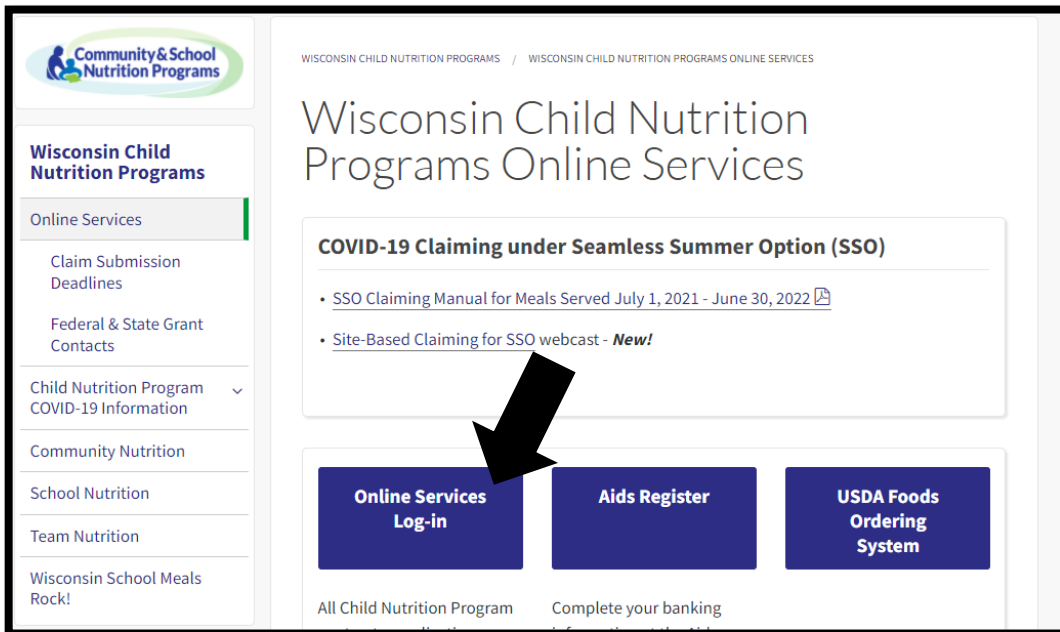 Community & School
Nutrition Programs
Wisconsin Child
Nutrition Programs
Online Services
Claim Submission
Deadlines
Federal & State Grant
Contacts
Child Nutrition Program
COVID-19 Information
Community Nutrition
School Nutrition
Team Nutrition
Wisconsin School Meals
Rock!
WISCONSIN CHILD NUTRITION PROGRAMS / WISCONSIN CHILD NUTRITION PROGRAMS ONLINE SERVICES
Wisconsin Child Nutrition
Programs Online Services
COVID-19 Claiming under Seamless Summer Option (SSO)
• SSO Claiming Manual for Meals Served July 1, 2021 - June 30, 2022
• Site-Based Claiming for SSO webcast - New!
Online Services
Log-in
Aids Register
USDA Foods
Ordering
System
All Child Nutrition Program
Complete your banking